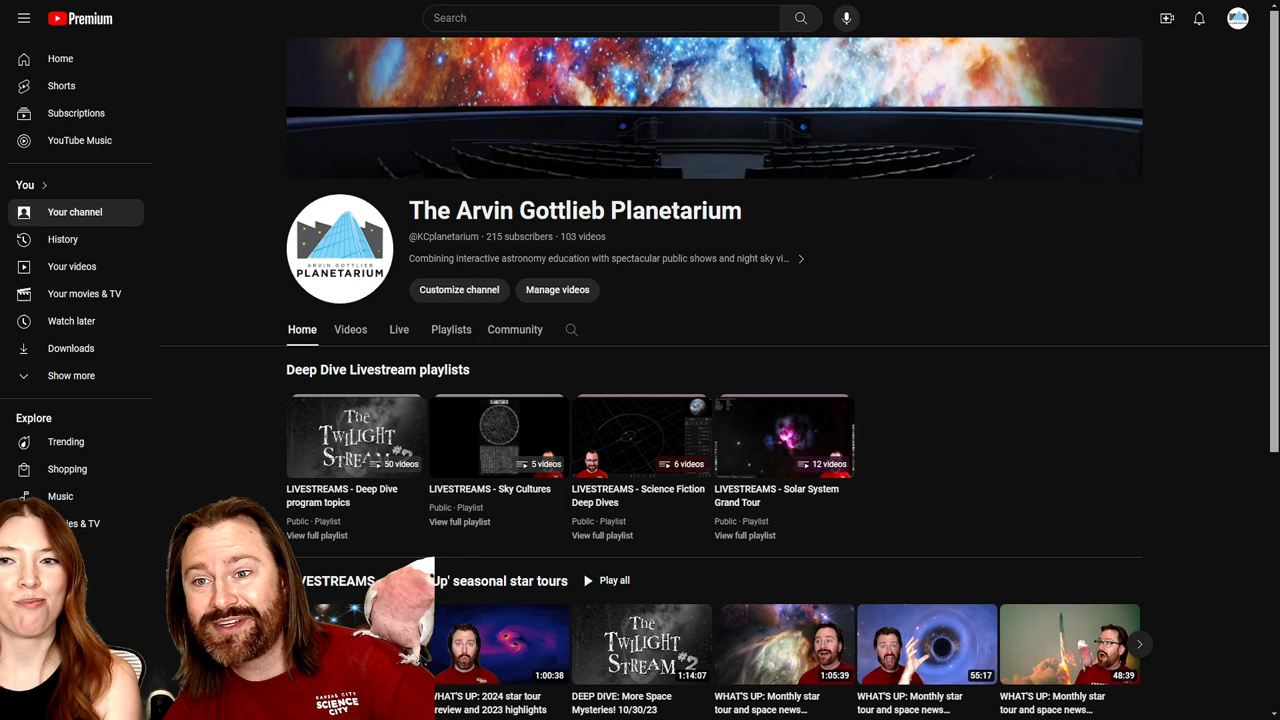 Premium
Search
Home
Shorts
Subscriptions
YouTube Music
You
Your channel
History
Your videos
Your movies & TV
Watch later
Downloads
Show more
Explore
Trending
Shopping
Music
es & TV
ARVIN GOTTLIEB
PLANETARIUM
The Arvin Gottlieb Planetarium
@KCplanetarium · 215 subscribers · 103 videos
Combining interactive astronomy education with spectacular public shows and night sky vi...
Customize channel
Manage videos
Home
Videos
Live
Playlists
Community
Deep Dive Livestream playlists
The
TWILIGHT
STREAM
50 videos
5 videos
6 videos
12 videos
LIVESTREAMS - Deep Dive
program topics
Public · Playlist
View full playlist
LIVESTREAMS - Sky Cultures
Public · Playlist
View full playlist
LIVESTREAMS - Science Fiction
Deep Dives
Public · Playlist
View full playlist
LIVESTREAMS - Solar System
Grand Tour
Public · Playlist
View full playlist
VESTREAMS
Up' seasonal star tours
Play all
1:00:38
The
TWILIGHT
STREAM #2
1:14:07
1:05:39
55:17
48:39
WHAT'S UP: 2024 star tour
preview and 2023 highlights
DEEP DIVE: More Space
Mysteries! 10/30/23
WHAT'S UP: Monthly star
tour and space news...
WHAT'S UP: Monthly star
tour and space news...
WHAT'S UP: Monthly star
tour and space news...
KANSAS CITY
SCIENCE
CITY